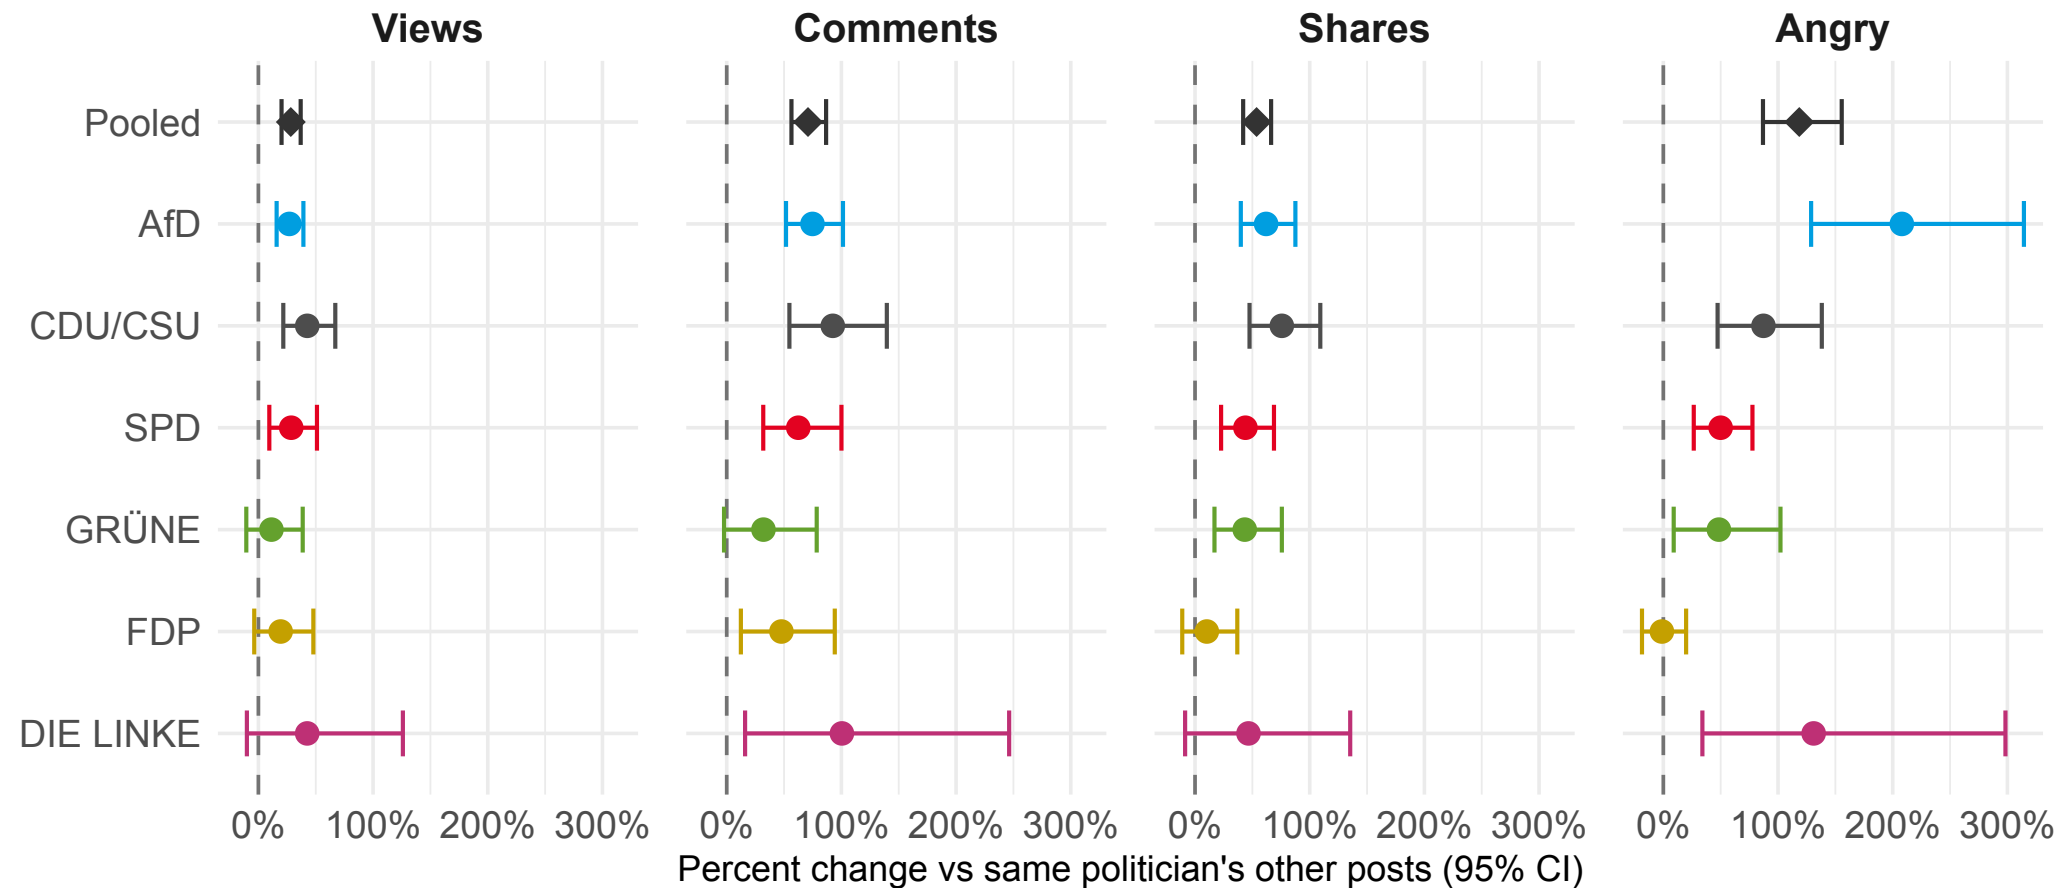 Views Comments Shares Angry
Pooled
AfD
CDU/CSU
SPD
GRÜNE
FDP
DIE LINKE
0% 100% 200% 300% 0% 100% 200% 300% 0% 100% 200% 300% 0% 100% 200% 300%
Percent change vs same politician's other posts (95% CI)